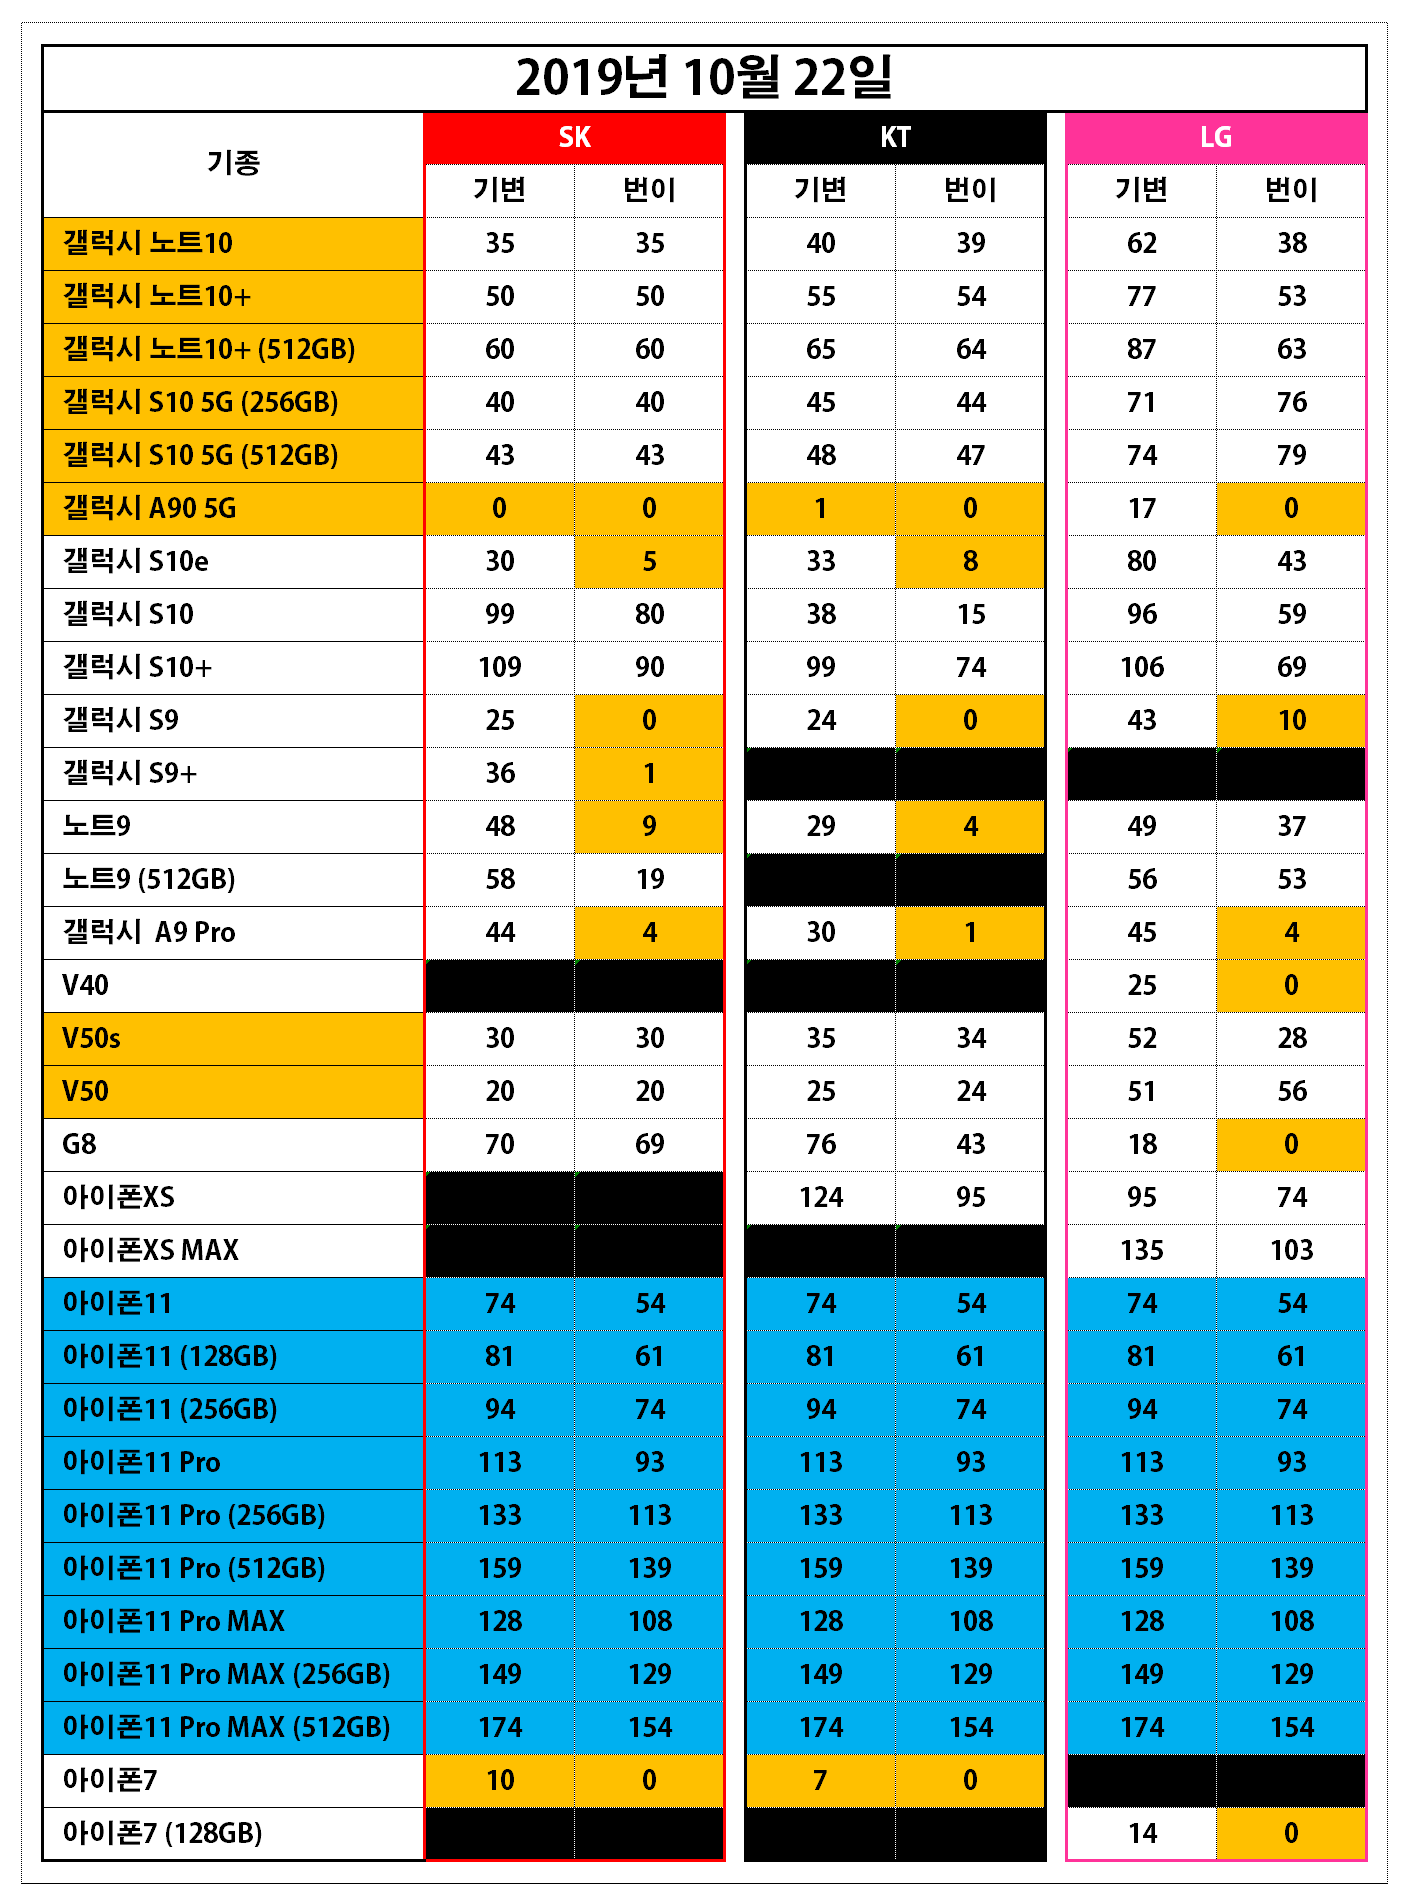 2019년 10월 22일
기종 SK KT LG
기변 번이 기변 번이 기변 번이
갤럭시 노트10 35 35 40 39 62 38
갤럭시 노트10+ 50 50 55 54 77 53
갤럭시 노트10+ (512GB) 60 60 65 64 87 63
갤럭시 S10 5G (256GB) 40 40 45 44 71 76
갤럭시 S10 5G (512GB) 43 43 48 47 74 79
갤럭시 A90 5G 0 0 1 0 17 0
갤럭시 S10e 30 5 33 8 80 43
갤럭시 S10 99 80 38 15 96 59
갤럭시 S10+ 109 90 99 74 106 69
갤럭시 S9 25 0 24 0 43 10
갤럭시 S9+ 36 1
노트9 48 9 29 4 49 37
노트9 (512GB) 58 19 56 53
갤럭시 A9 Pro 44 4 30 1 45 4
V40 25 0
V50s 30 30 35 34 52 28
V50 20 20 25 24 51 56
G8 70 69 76 43 18 0
아이폰XS 124 95 95 74
아이폰XS MAX 135 103
아이폰11 74 54 74 54 74 54
아이폰11 (128GB) 81 61 81 61 81 61
아이폰11 (256GB) 94 74 94 74 94 74
아이폰11 Pro 113 93 113 93 113 93
아이폰11 Pro (256GB) 133 113 133 113 133 113
아이폰11 Pro (512GB) 159 139 159 139 159 139
아이폰11 Pro MAX 128 108 128 108 128 108
아이폰11 Pro MAX (256GB) 149 129 149 129 149 129
아이폰11 Pro MAX (512GB) 174 154 174 154 174 154
아이폰7 10 0 7 0
아이폰7 (128GB) 14 0